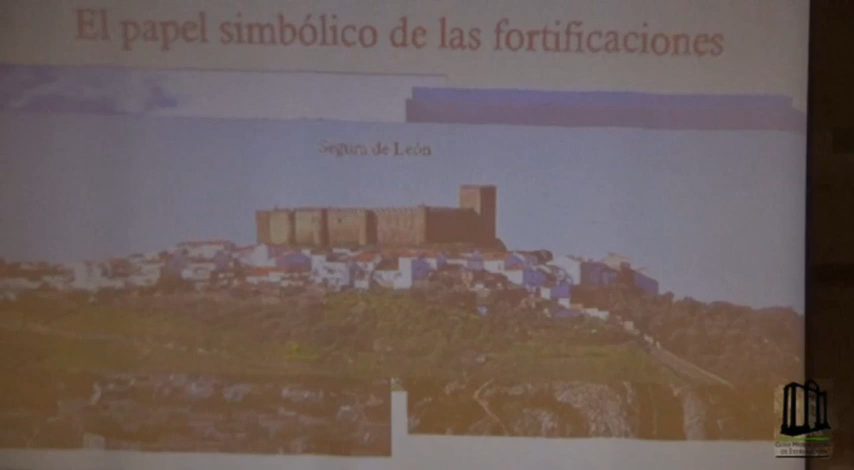 El papel simbólico de las fortificaciones
Segura de León